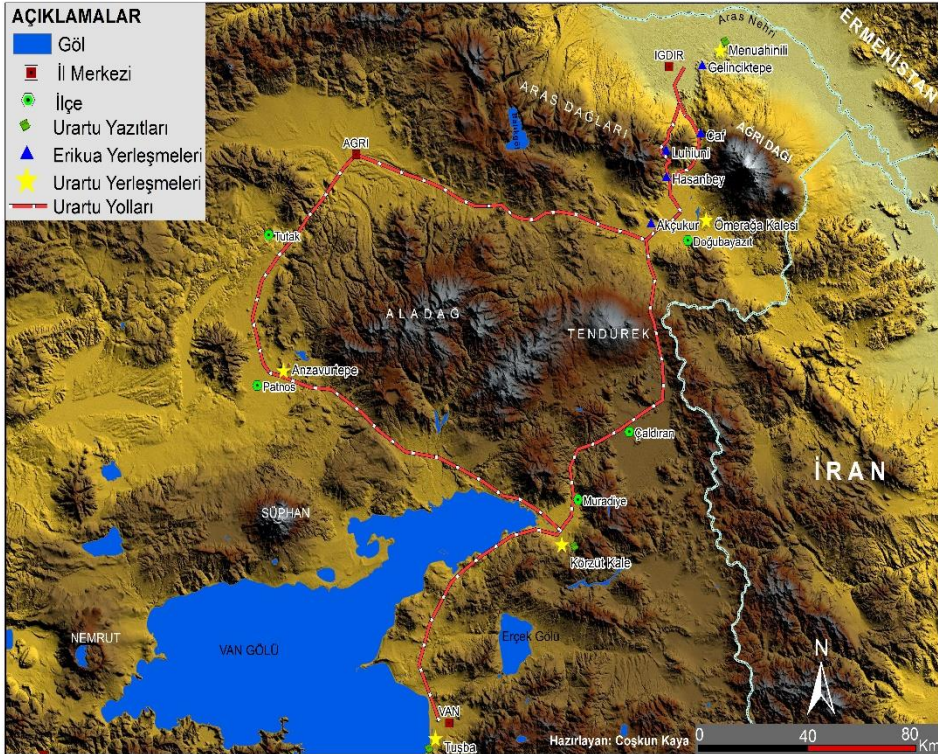 AÇIKLAMALAR
Göl
İl Merkezi
İlçe
Urartu Yazıtları
Erikua Yerleşmeleri
Urartu Yerleşmeleri
Urartu Yolları
Aras Nehri
ERMENİSTAN
Menuahinili
IGDIR
Gelinciktepe
ARAS DAĞLARI
Caf
AGRI
AĞRI DAĞI
Luhiuni
Hasanbey
Akçukur
Ömerağa Kalesi
Tutak
Doğubayazıt
ALADAG
TENDÜREK
Anzavurtepe
Patnos
Çaldıran
İRAN
Muradiye
SÜPHAN
Körzüt Kale
NEMRUT
VAN GÖLÜ
Erçek Gölü
N
VAN
Tuşba
Hazırlayan: Coşkun Kaya
0 40 80
Km